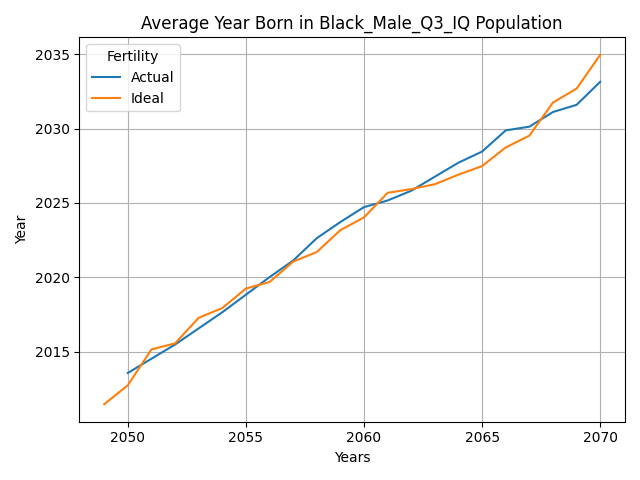 Average Year Born in Black_Male_Q3_IQ Population
Fertility
Actual
Ideal
Year
2035
2030
2025
2020
2015
2050 2055 2060 2065 2070
Years